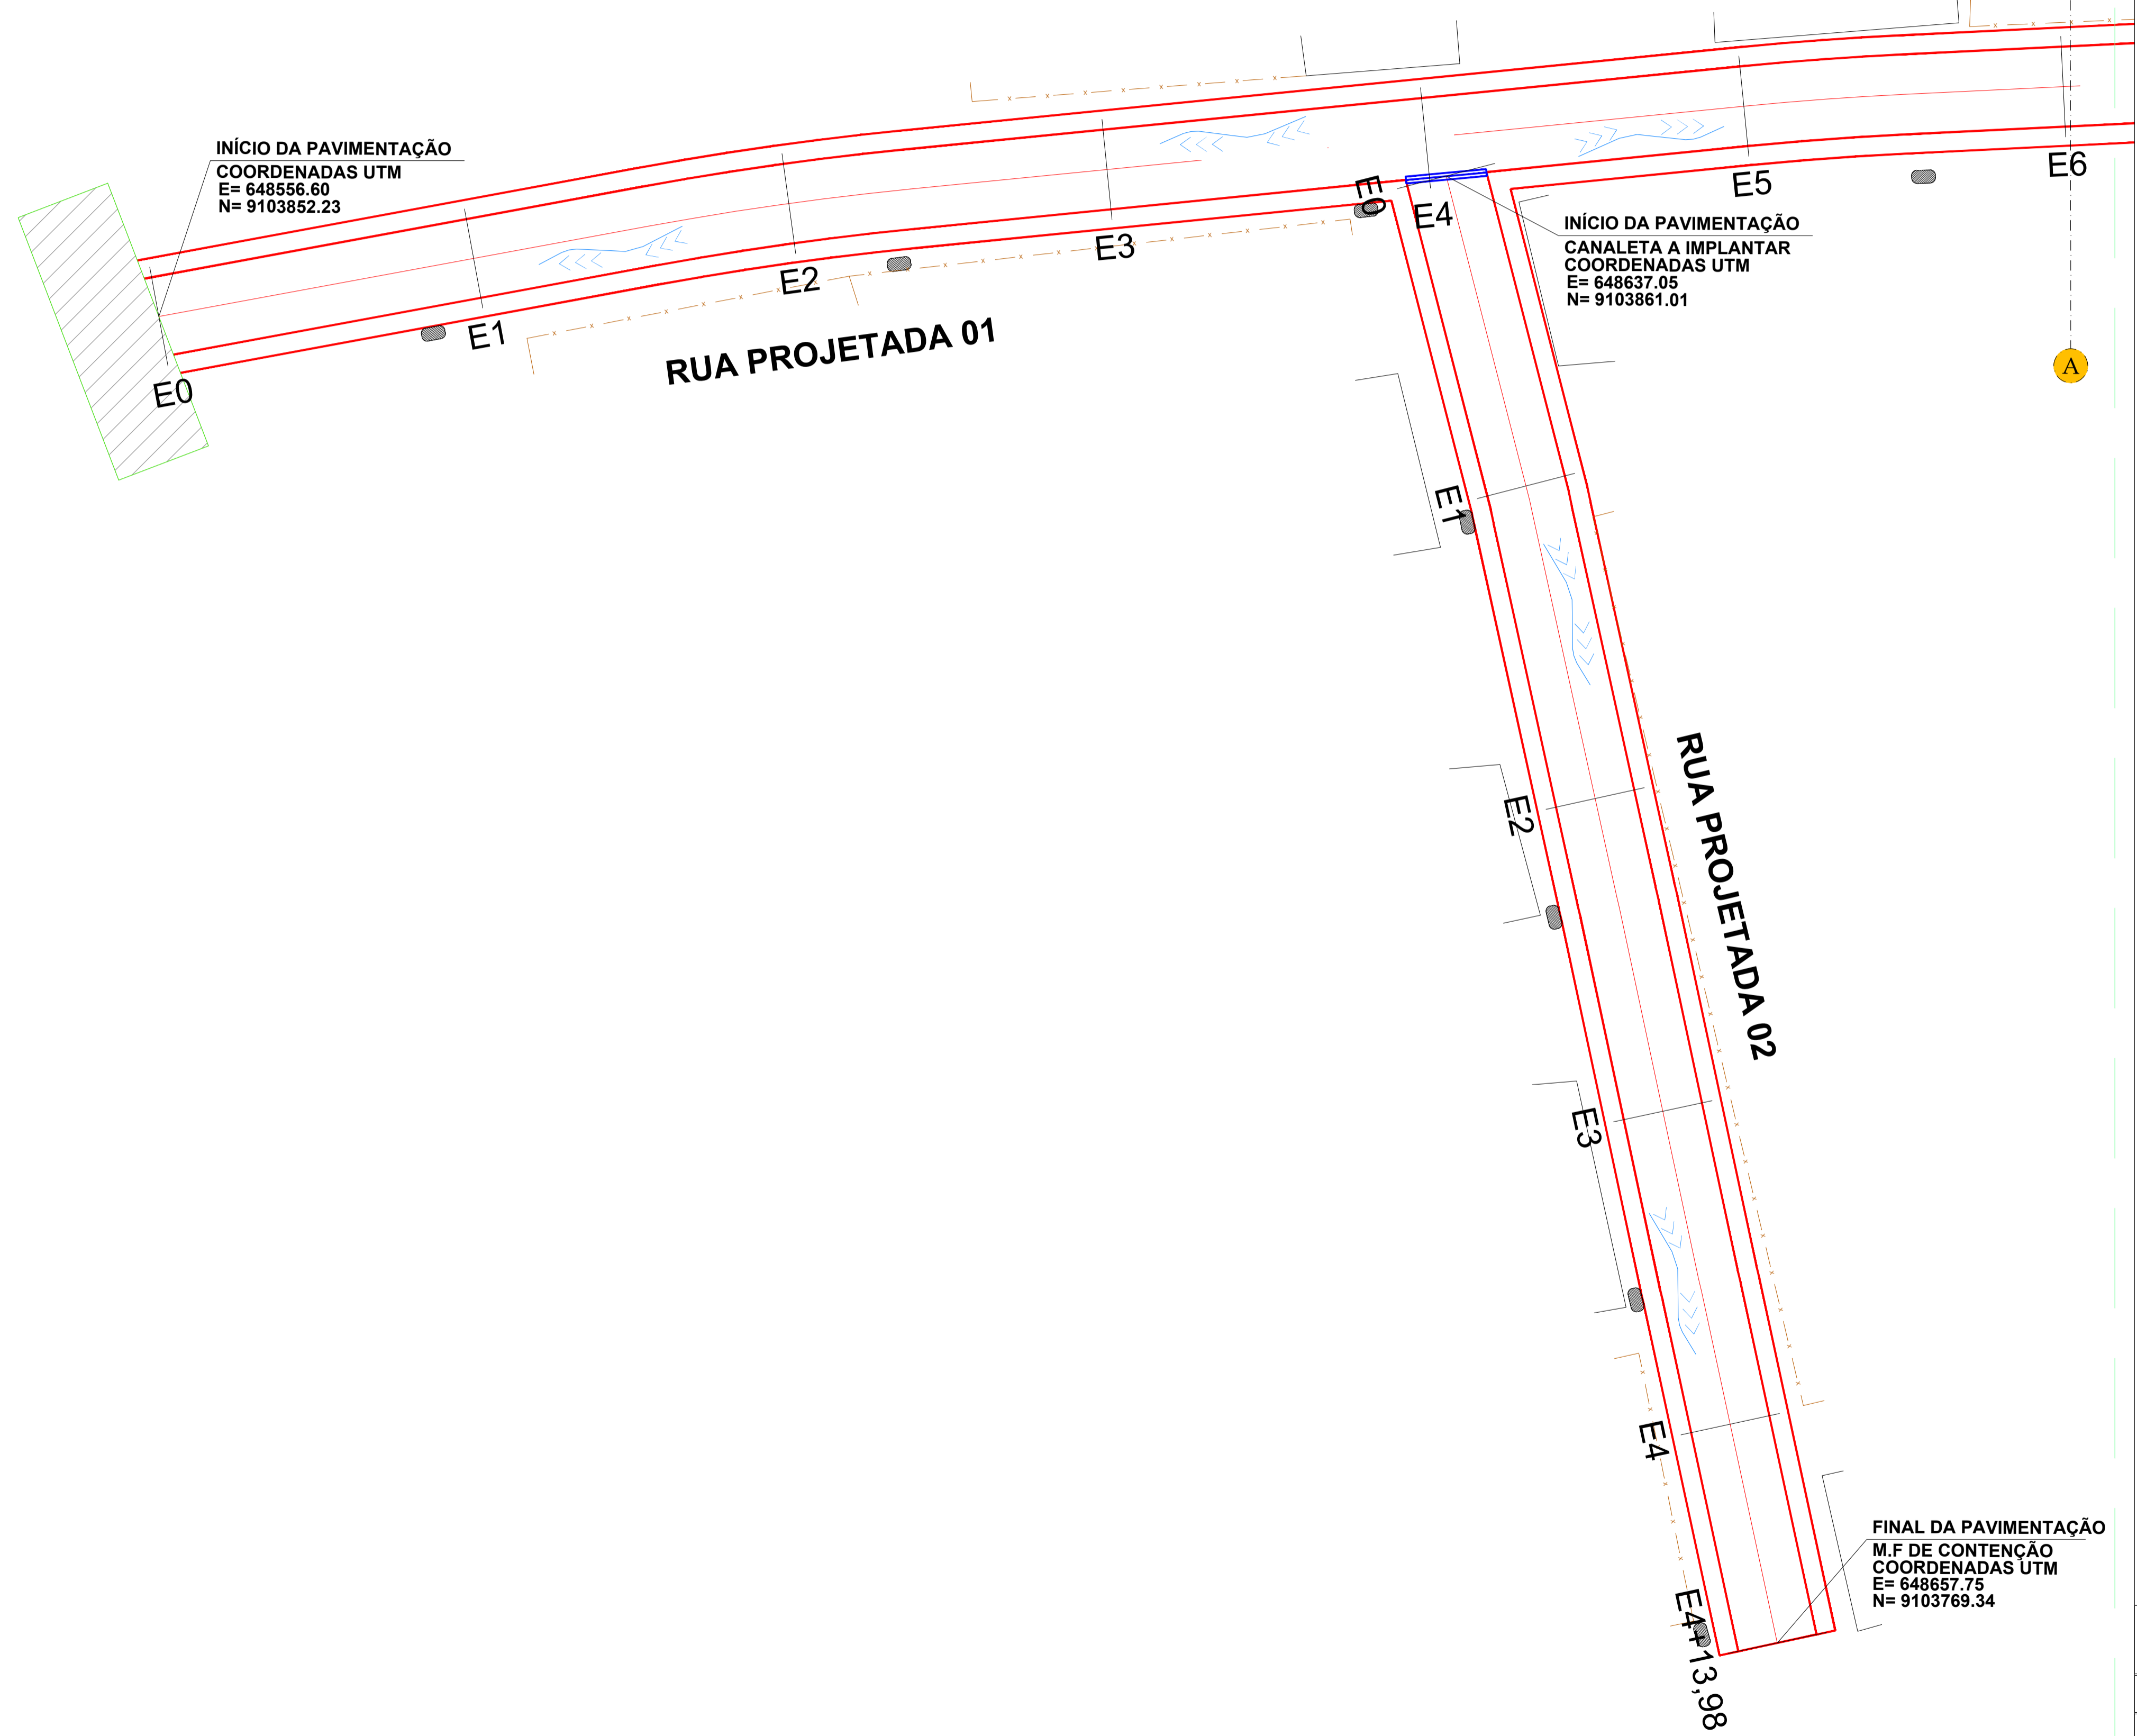 INÍCIO DA PAVIMENTAÇÃO
COORDENADAS UTM
E= 648556.60
N= 9103852.23
E0
E1
E2
E3
E4
E5
E6
RUA PROJETADA 01
INÍCIO DA PAVIMENTAÇÃO
CANALETA A IMPLANTAR
COORDENADAS UTM
E= 648637.05
N= 9103861.01
A
E0
E1
E2
E3
E4
E4+13,98
RUA PROJETADA 02
FINAL DA PAVIMENTAÇÃO
M.F DE CONTENÇÃO
COORDENADAS UTM
E= 648657.75
N= 9103769.34